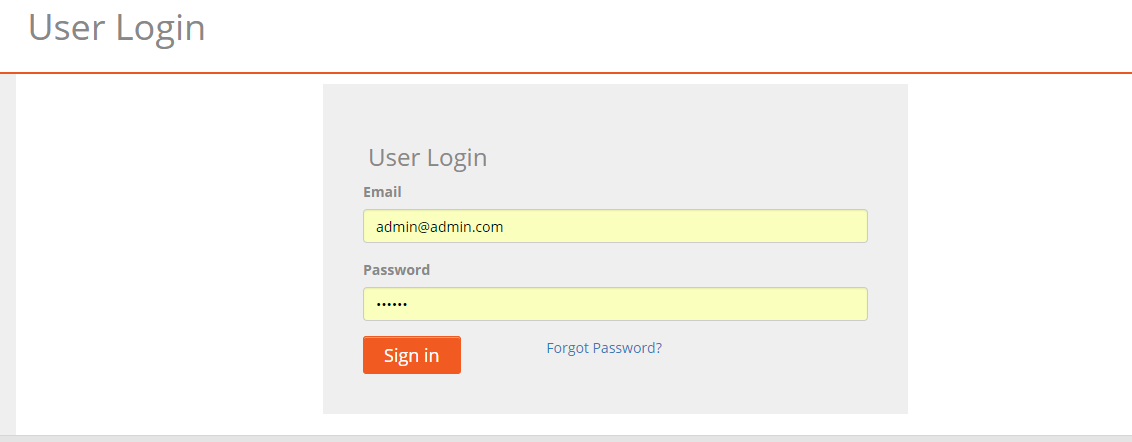 User Login
User Login
Email
admin@admin.com
Password
••••••
Sign in
Forgot Password?